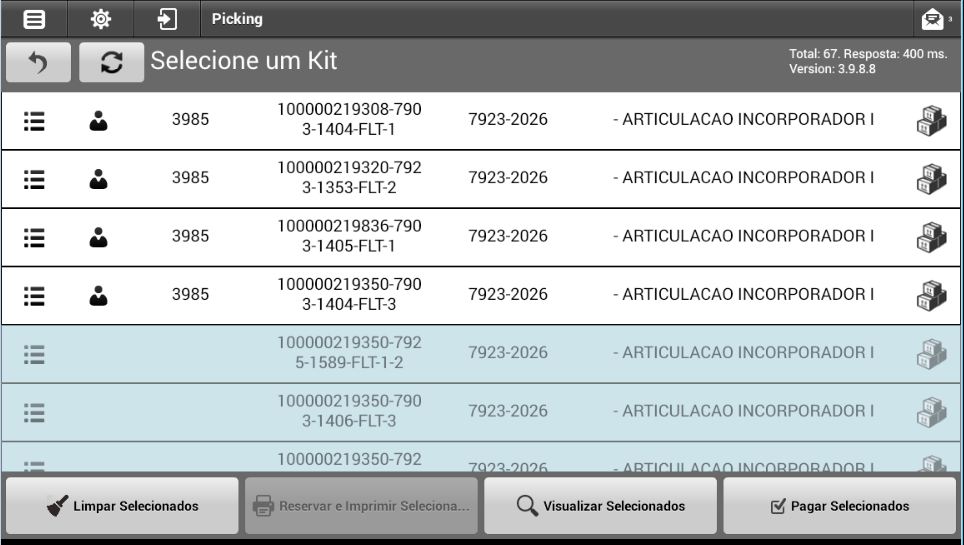 Picking
3
Selecione um Kit
Total: 67. Resposta: 400 ms.
Version: 3.9.8.8
3985 100000219308-790 7923-2026 - ARTICULACAO INCORPORADOR I
3-1404-FLT-1
3985 100000219320-792 7923-2026 - ARTICULACAO INCORPORADOR I
3-1353-FLT-2
3985 100000219836-790 7923-2026 - ARTICULACAO INCORPORADOR I
3-1405-FLT-1
3985 100000219350-790 7923-2026 - ARTICULACAO INCORPORADOR I
3-1404-FLT-3
100000219350-792 7923-2026 - ARTICULACAO INCORPORADOR I
5-1589-FLT-1-2
100000219350-790 7923-2026 - ARTICULACAO INCORPORADOR I
3-1406-FLT-3
100000219350-792 7923-2026 - ARTICULACAO INCORPORADOR I
Limpar Selecionados
Reservar e Imprimir Seleciona...
Visualizar Selecionados
Pagar Selecionados